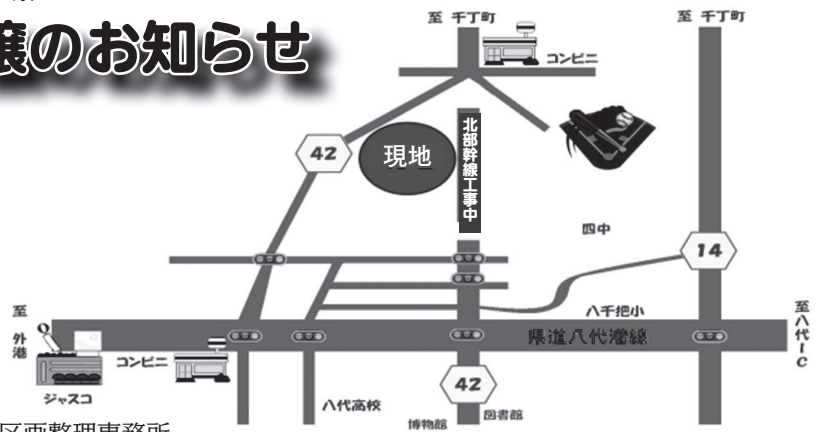 譲のお知らせ
至 千丁町
至 千丁町
コンビニ
42
現地
北部幹線工事中
四中
14
八千把小
至 外港
至八代IC
県道八代港線
コンビニ
ジャスコ
42
八代高校
博物館
図書館
区画整理事務所